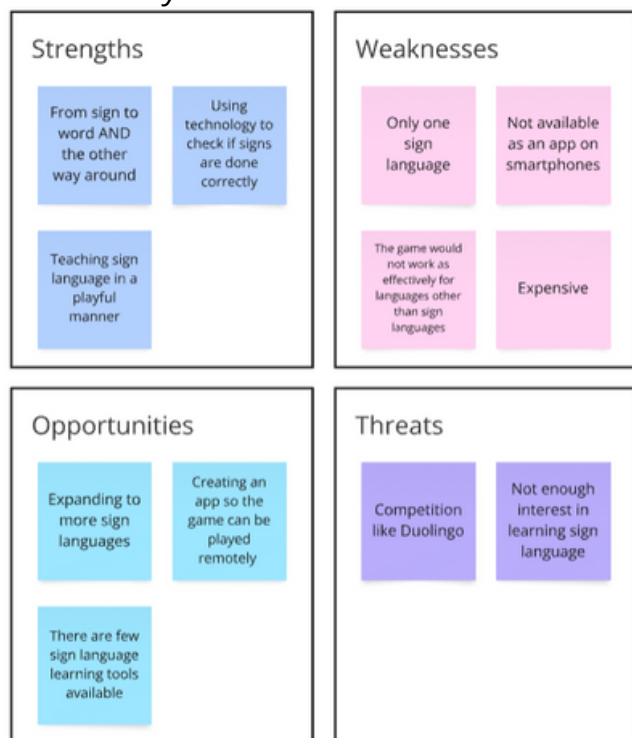 Strengths
From sign to
word AND
the other
way around
Using
technology to
check if signs
are done
correctly
Teaching sign
language in a
playful
manner
Weaknesses
Only one
sign
language
Not available
as an app on
smartphones
The game would
not work as
effectively for
languages other
than sign
languages
Expensive
Opportunities
Expanding to
more sign
languages
Creating an
app so the
game can be
played
remotely
There are few
sign language
learning tools
available
Threats
Competition
like Duolingo
Not enough
interest in
learning sign
language